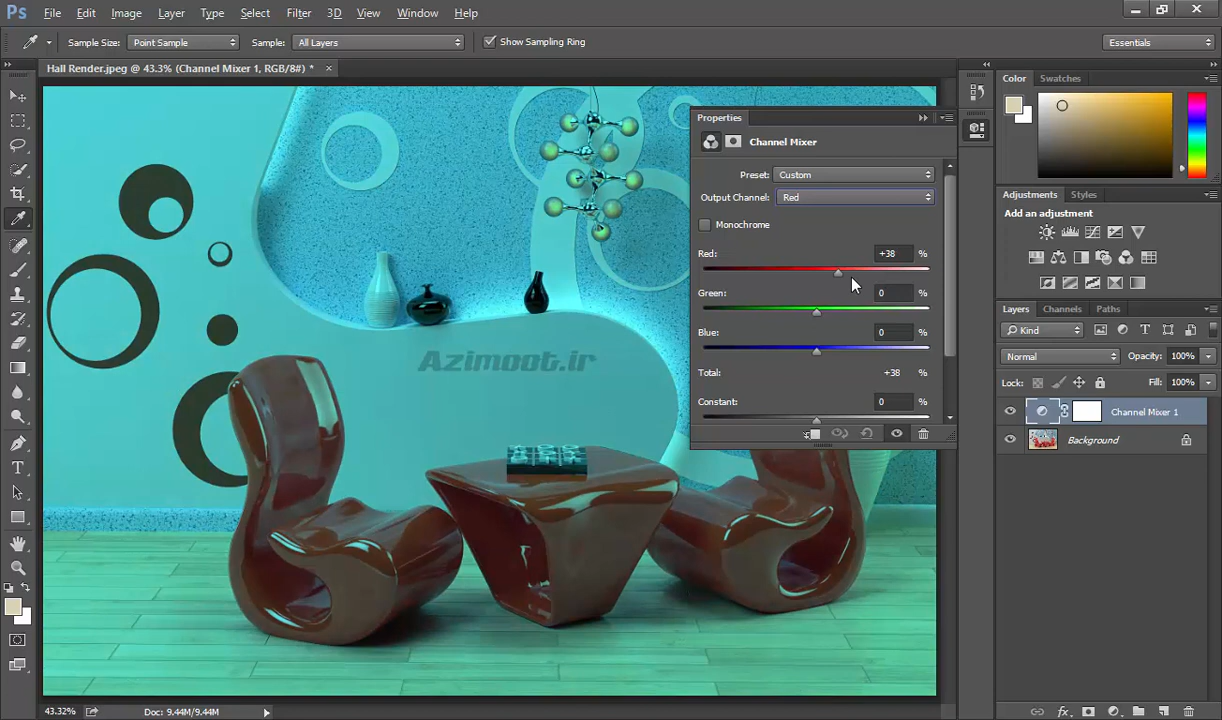 Ps File Edit Image Layer Type Select Filter 3D View Window Help
Sample Size: Point Sample Sample: All Layers Show Sampling Ring Essentials
Hall Render.jpeg @ 43.3% (Channel Mixer 1, RGB/8#) *
Color Swatches
Properties
Channel Mixer
Preset: Custom
Output Channel: Red
Monochrome
Red: +38 %
Green: 0 %
Blue: 0 %
Total: +38 %
Constant: 0 %
Adjustments Styles
Add an adjustment
Layers Channels Paths
Kind
Normal Opacity: 100%
Lock: Fill: 100%
Channel Mixer 1
Background
Azimoot.ir
43.32% Doc: 9.44M/9.44M